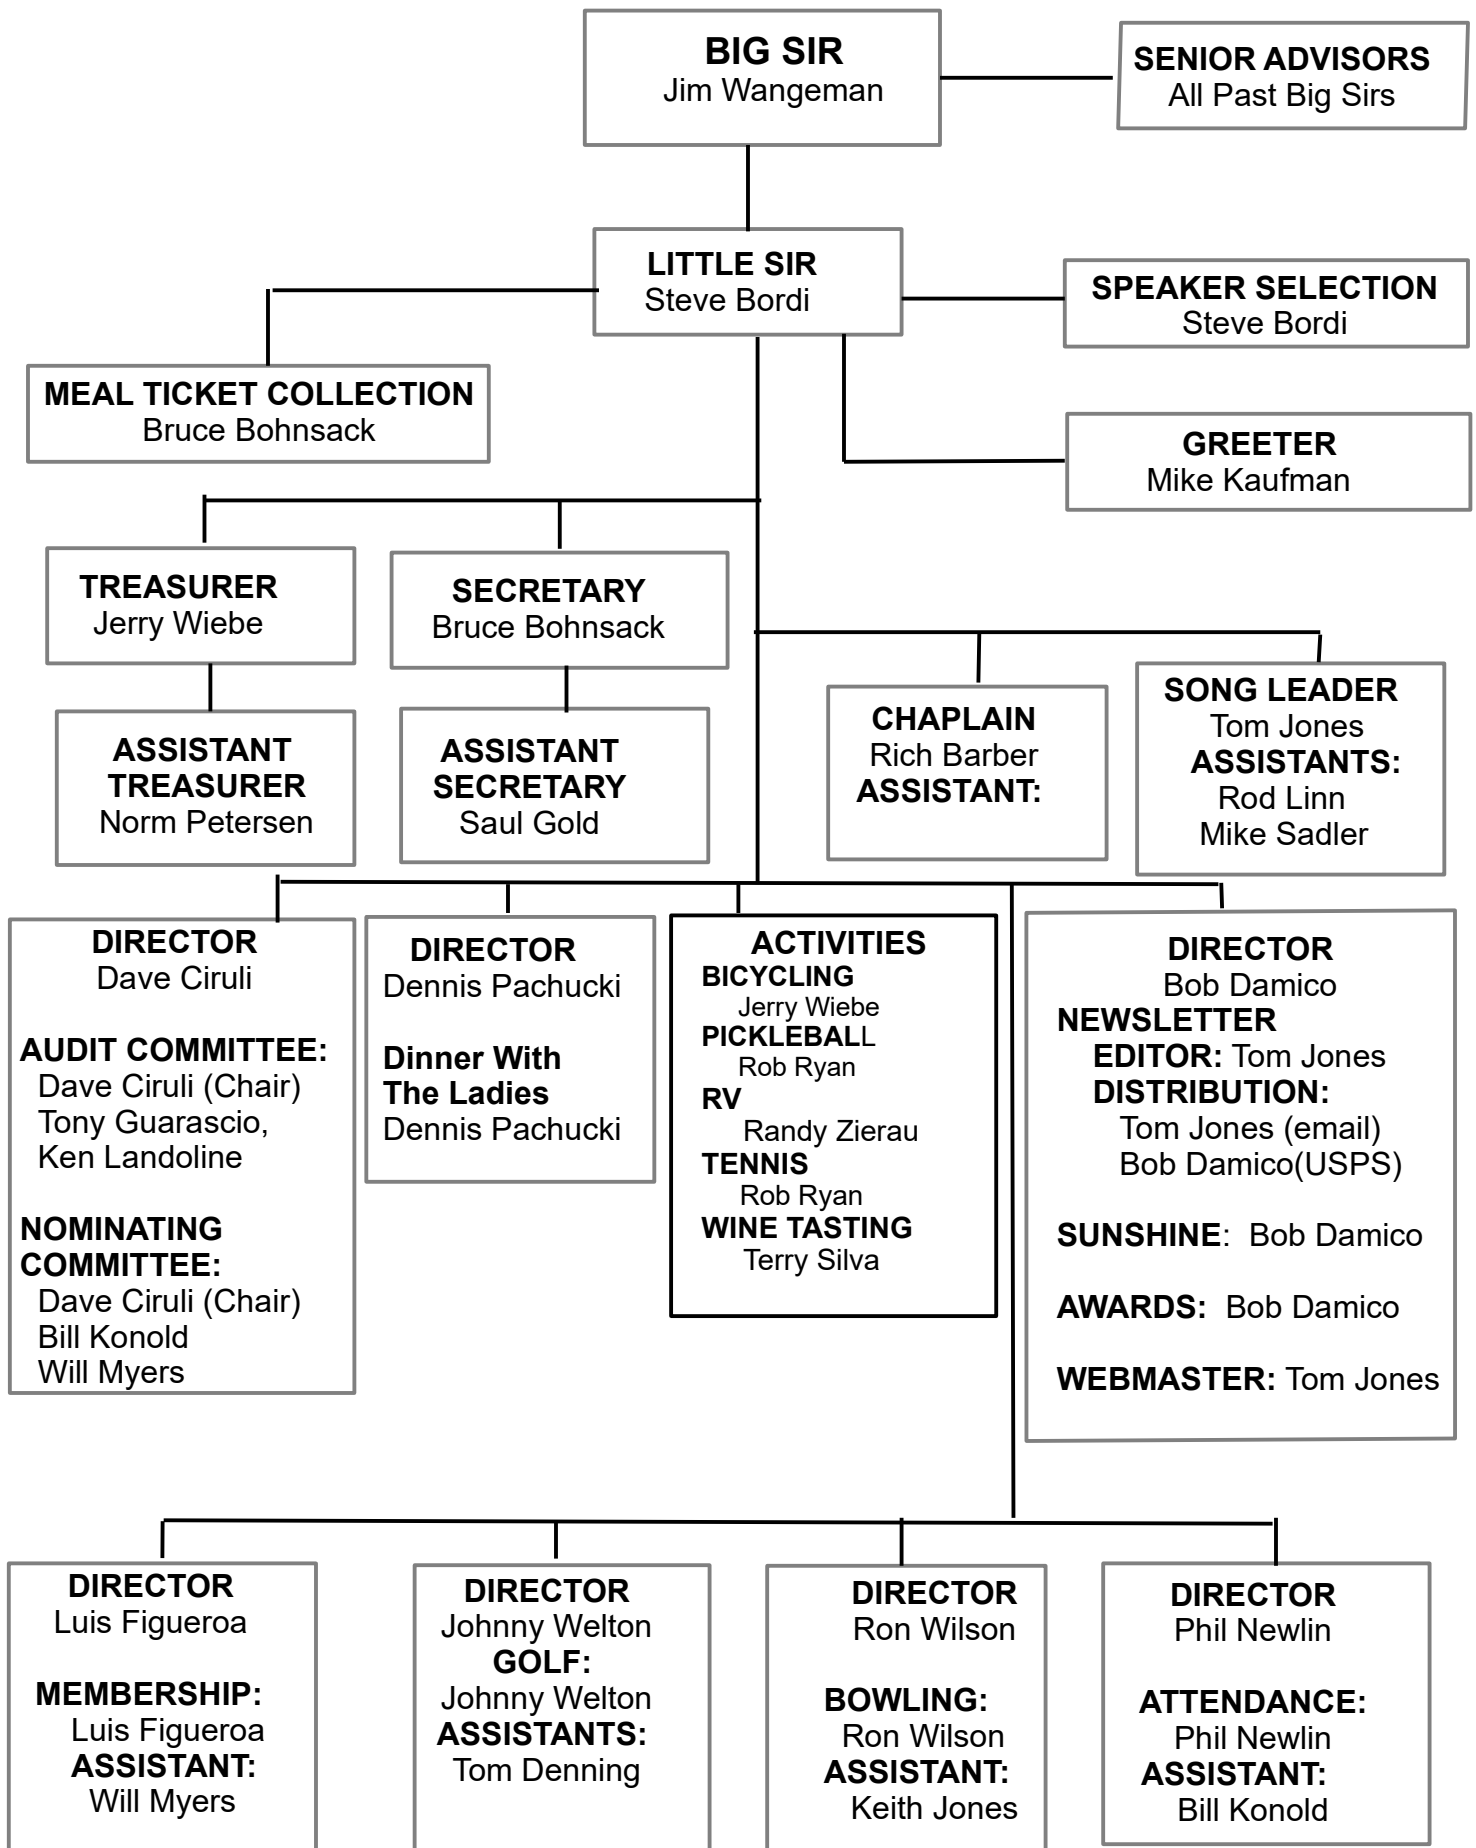 BIG SIR
Jim Wangeman
SENIOR ADVISORS
All Past Big Sirs
LITTLE SIR
Steve Bordi
SPEAKER SELECTION
Steve Bordi
MEAL TICKET COLLECTION
Bruce Bohnsack
GREETER
Mike Kaufman
TREASURER
Jerry Wiebe
SECRETARY
Bruce Bohnsack
ASSISTANT
TREASURER
Norm Petersen
ASSISTANT
SECRETARY
Saul Gold
CHAPLAIN
Rich Barber
ASSISTANT:
SONG LEADER
Tom Jones
ASSISTANTS:
Rod Linn
Mike Sadler
DIRECTOR
Dave Ciruli
AUDIT COMMITTEE:
Dave Ciruli (Chair)
Tony Guarascio,
Ken Landoline
NOMINATING
COMMITTEE:
Dave Ciruli (Chair)
Bill Konold
Will Myers
DIRECTOR
Dennis Pachucki
Dinner With
The Ladies
Dennis Pachucki
ACTIVITIES
BICYCLING
Jerry Wiebe
PICKLEBALL
Rob Ryan
RV
Randy Zierau
TENNIS
Rob Ryan
WINE TASTING
Terry Silva
DIRECTOR
Bob Damico
NEWSLETTER
EDITOR: Tom Jones
DISTRIBUTION:
Tom Jones (email)
Bob Damico(USPS)
SUNSHINE: Bob Damico
AWARDS: Bob Damico
WEBMASTER: Tom Jones
DIRECTOR
Luis Figueroa
MEMBERSHIP:
Luis Figueroa
ASSISTANT:
Will Myers
DIRECTOR
Johnny Welton
GOLF:
Johnny Welton
ASSISTANTS:
Tom Denning
DIRECTOR
Ron Wilson
BOWLING:
Ron Wilson
ASSISTANT:
Keith Jones
DIRECTOR
Phil Newlin
ATTENDANCE:
Phil Newlin
ASSISTANT:
Bill Konold